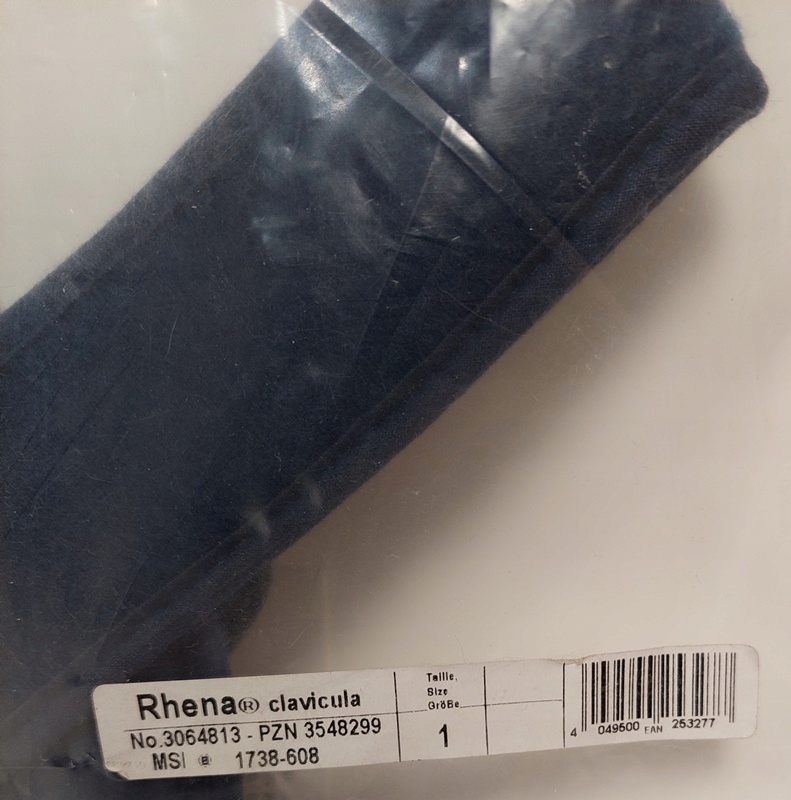 Rhena® clavicula
No.3064813 - PZN 3548299
MSI ® 1738-608
Taille,
Size
Größe
1
4 049500 EAN 253277